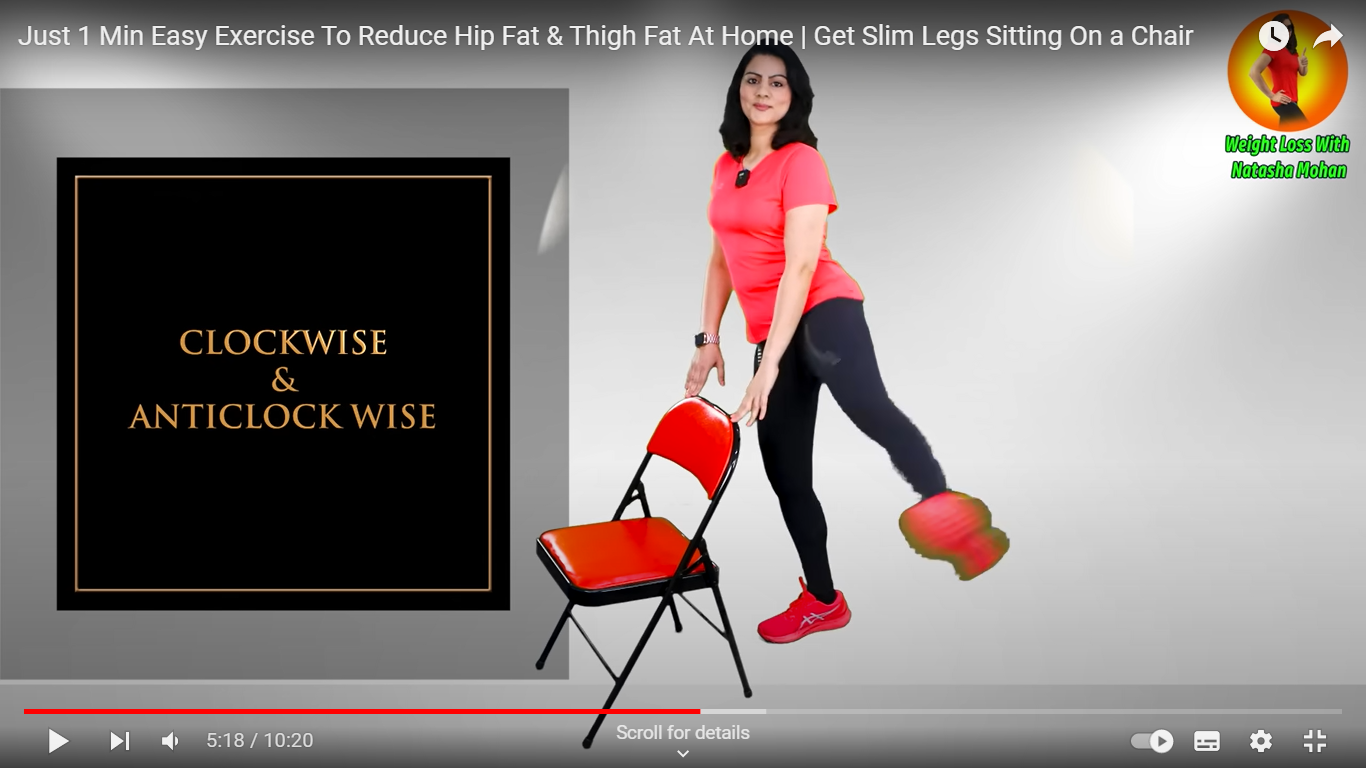 Just 1 Min Easy Exercise To Reduce Hip Fat & Thigh Fat At Home | Get Slim Legs Sitting On a Chair
Weight Loss With
Natasha Mohan
CLOCKWISE
&
ANTICLOCK WISE
Scroll for details
5:18 / 10:20